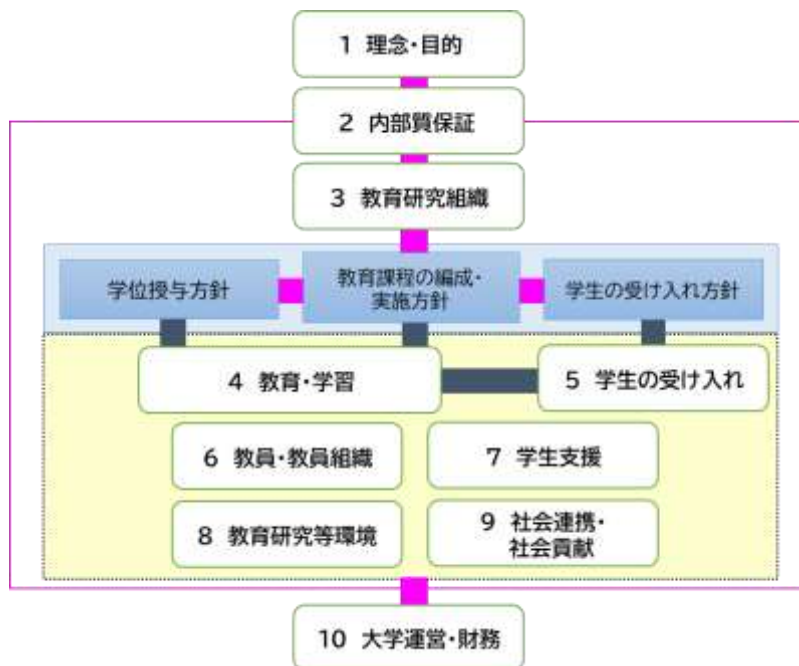 1 理念・目的
2 内部質保証
3 教育研究組織
学位授与方針
教育課程の編成・
実施方針
学生の受け入れ方針
4 教育・学習
5 学生の受け入れ
6 教員・教員組織
7 学生支援
8 教育研究等環境
9 社会連携・
社会貢献
10 大学運営・財務